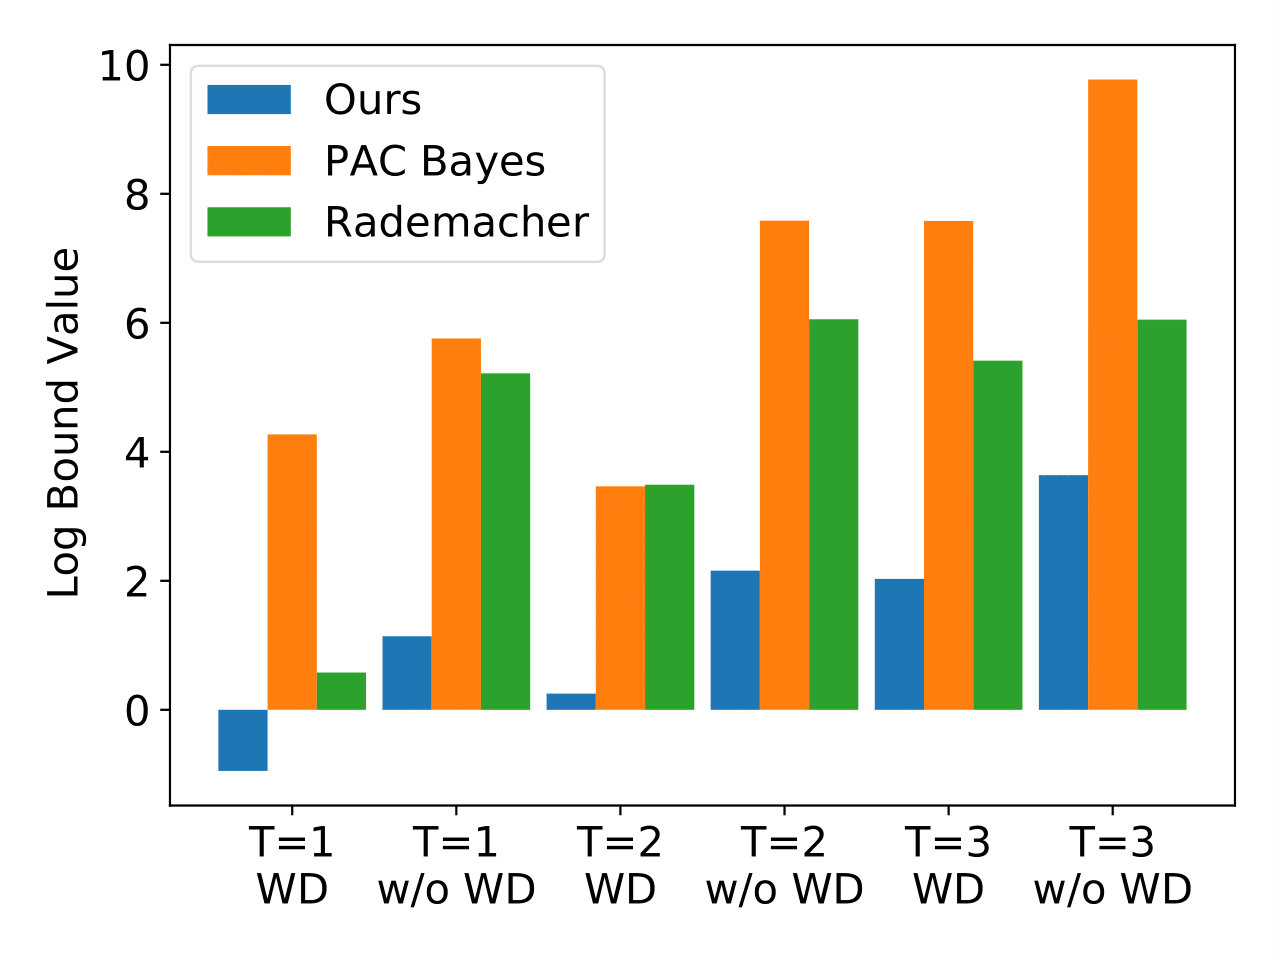 Log Bound Value
10
8
6
4
2
0
Ours
PAC Bayes
Rademacher
T=1
WD
T=1
w/o WD
T=2
WD
T=2
w/o WD
T=3
WD
T=3
w/o WD